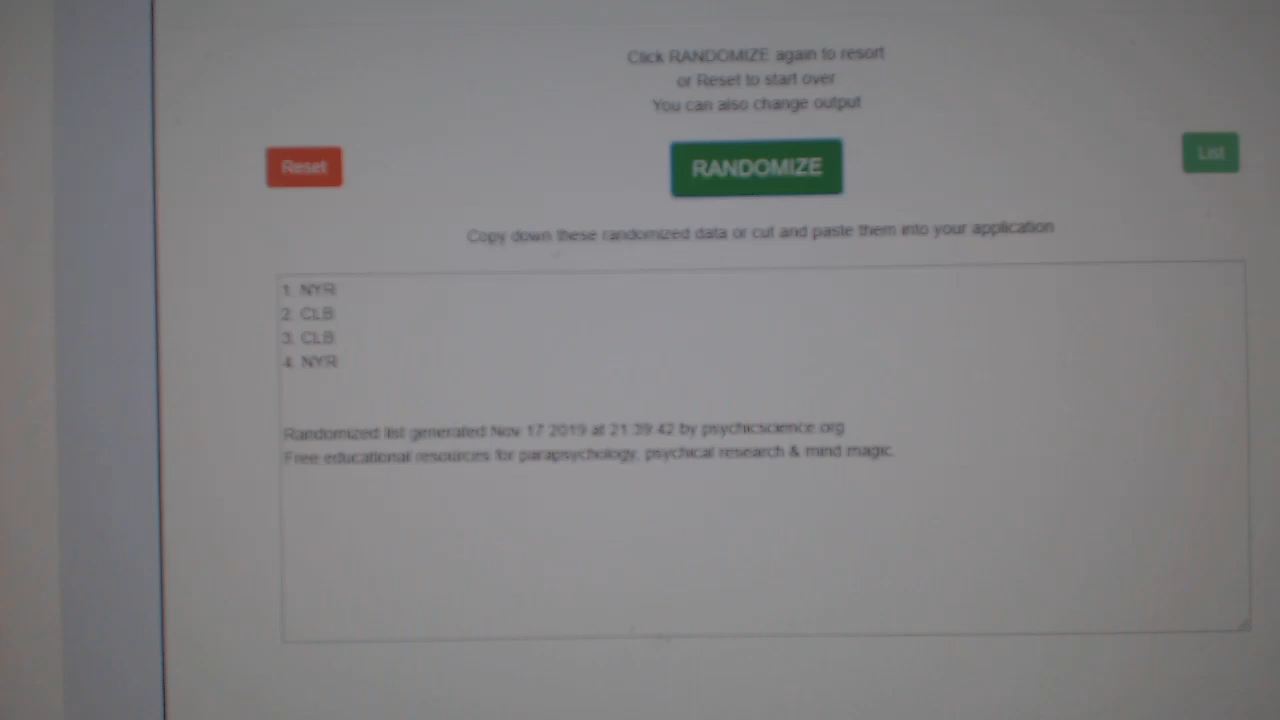 Click RANDOMIZE again to resort
or Reset to start over
You can also change output
Reset
RANDOMIZE
List
Copy down these randomized data or cut and paste them into your application
1. NYR
2. CLB
3. CLB
4. NYR
Randomized list generated Nov 17 2019 at 21:39:42 by psychicscience.org
Free educational resources for parapsychology, psychical research & mind magic.